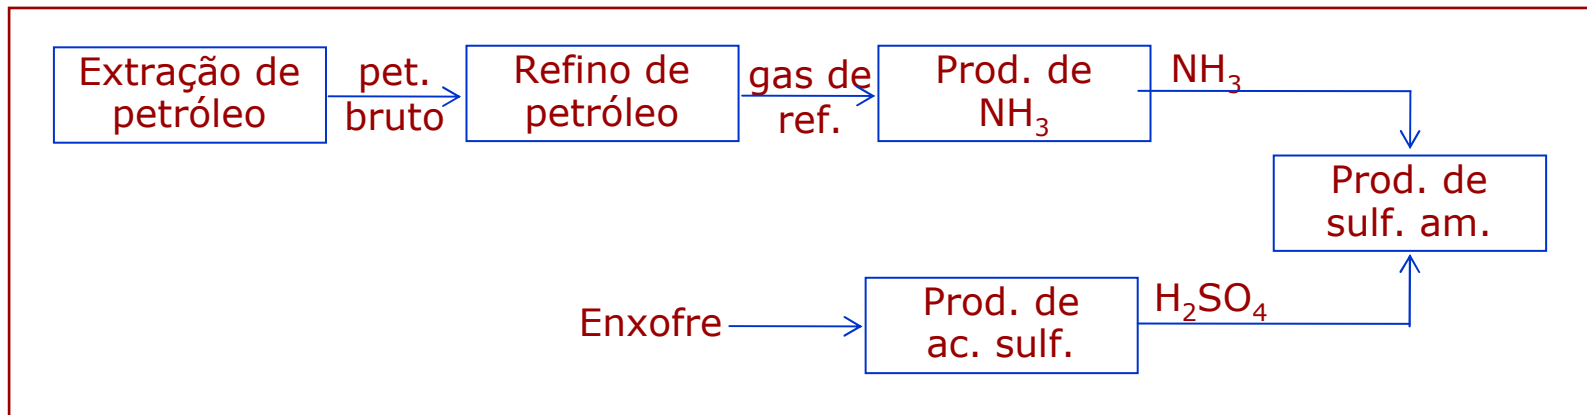 Extração de
petróleo
pet.
bruto
Refino de
petróleo
gas de
ref.
Prod. de
NH₃
NH₃
Prod. de
sulf. am.
Enxofre
Prod. de
ac. sulf.
H₂SO₄